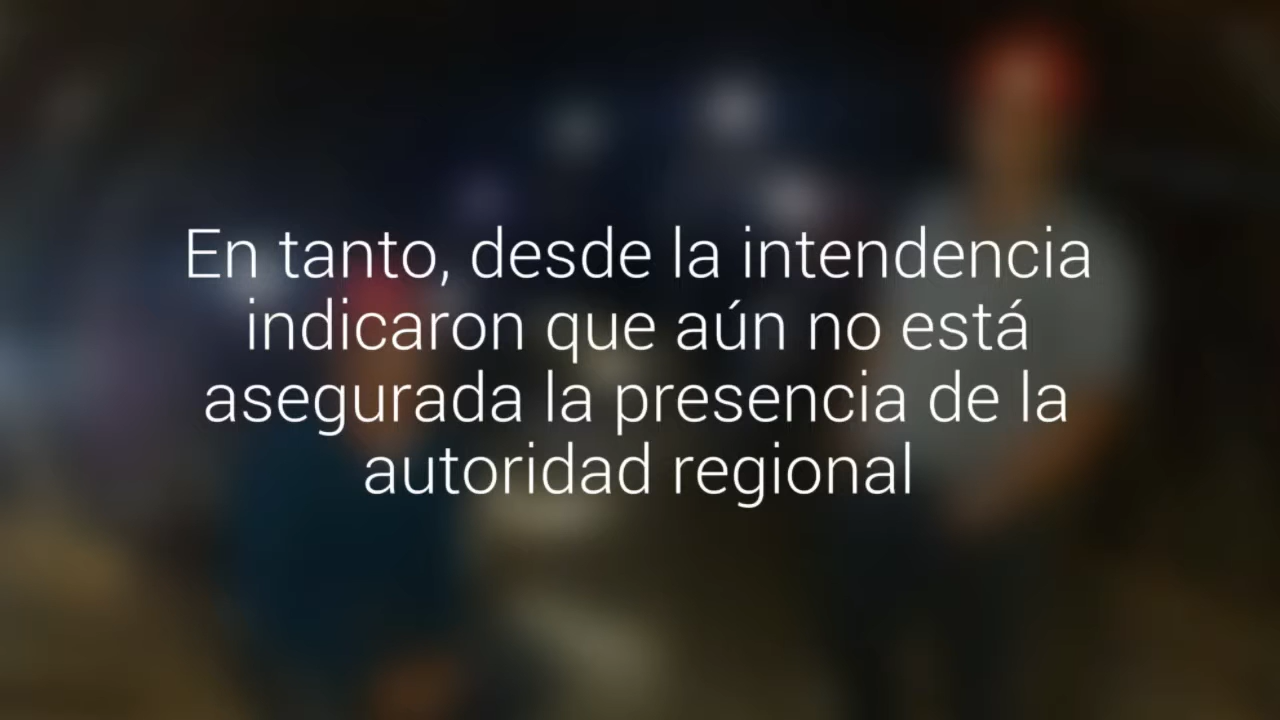 En tanto, desde la intendencia
indicaron que aún no está
asegurada la presencia de la
autoridad regional